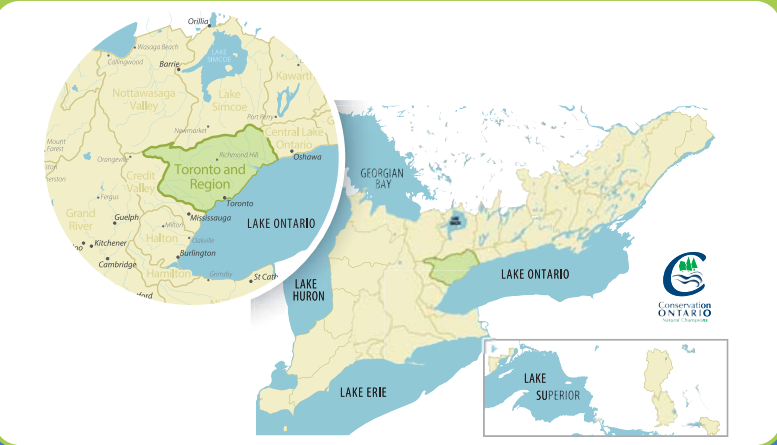 Orillia
Wasaga Beach
Collingwood
LAKE
SIMCOE
Barrie
Kawarth
Nottawasaga
Valley
Lake
Simcoe
Port Perry
Newmarket
Central Lake
Ontario
Mount
Forest
Orangeville
Richmond Hill
Oshawa
Toronto and
Region
Credit
Valley
Fergus
Toronto
Grand
River
Guelph
Mississauga
Milton
LAKE ONTARIO
Halton
Oakville
Kitchener
Burlington
Cambridge
Hamilton
Grimsby
St Cath
GEORGIAN
BAY
LAKE
HURON
LAKE ONTARIO
LAKE ERIE
LAKE
SUPERIOR
Conservation
ONTARIO
Natural Champions